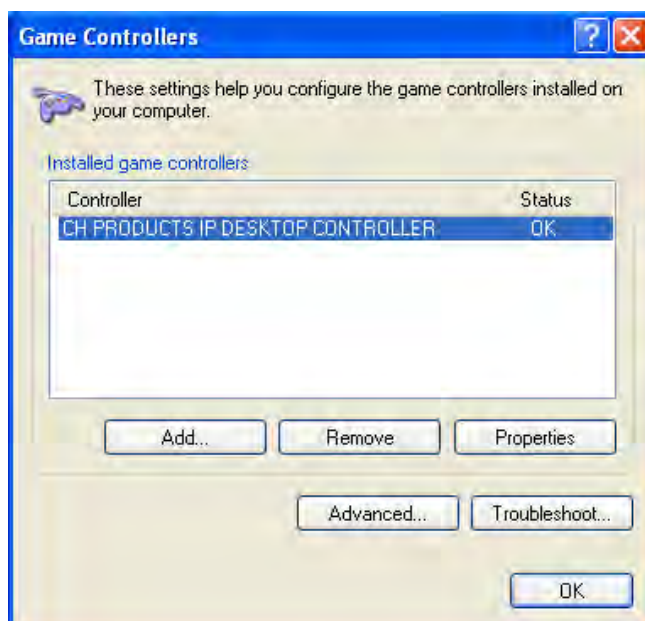 Game Controllers
These settings help you configure the game controllers installed on
your computer.
Installed game controllers
Controller Status
CH PRODUCTS IP DESKTOP CONTROLLER OK
Add... Remove Properties
Advanced... Troubleshoot...
OK